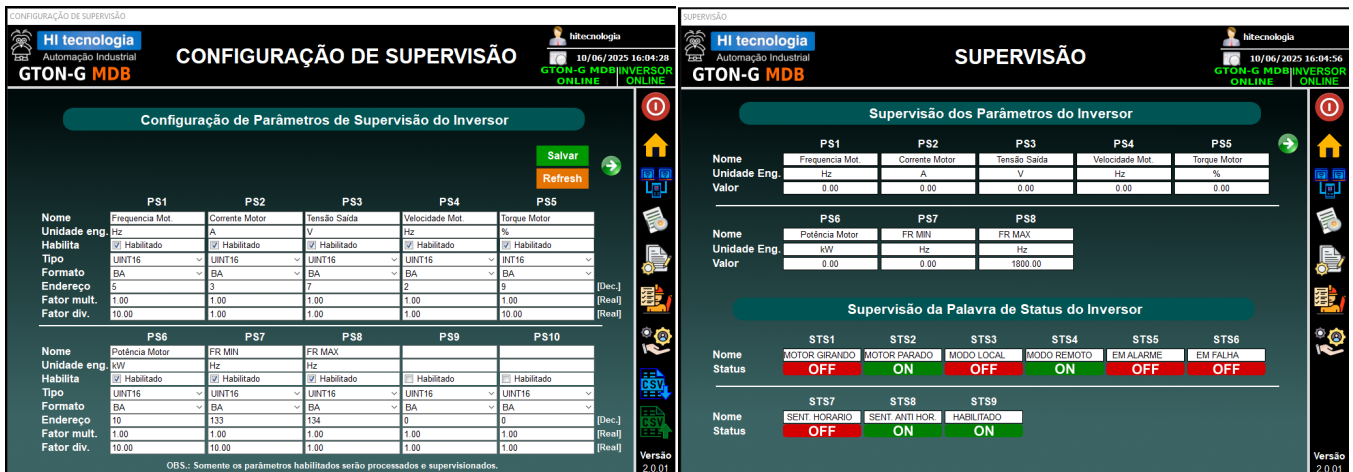 CONFIGURAÇÃO DE SUPERVISÃO
HI tecnologia
Automação Industrial
GTON-G MDB
CONFIGURAÇÃO DE SUPERVISÃO
hitecnologia
10/06/2025 16:04:28
GTON-G MDB INVERSOR
ONLINE ONLINE
Configuração de Parâmetros de Supervisão do Inversor
Salvar
Refresh
PS1 PS2 PS3 PS4 PS5
Nome Frequencia Mot. Corrente Motor Tensão Saída Velocidade Mot. Torque Motor
Unidade eng. Hz A V Hz %
Habilita Habilitado Habilitado Habilitado Habilitado Habilitado
Tipo UINT16 UINT16 UINT16 UINT16 INT16
Formato BA BA BA BA BA
Endereço 5 3 7 2 9 [Dec.]
Fator mult. 1.00 1.00 1.00 1.00 1.00 [Real]
Fator div. 10.00 1.00 1.00 1.00 10.00 [Real]
PS6 PS7 PS8 PS9 PS10
Nome Potência Motor FR MIN FR MAX
Unidade eng. kW Hz Hz
Habilita Habilitado Habilitado Habilitado Habilitado Habilitado
Tipo UINT16 UINT16 UINT16 UINT16 UINT16
Formato BA BA BA BA BA
Endereço 10 133 134 0 0 [Dec.]
Fator mult. 1.00 1.00 1.00 1.00 1.00 [Real]
Fator div. 10.00 10.00 1.00 1.00 1.00 [Real]
OBS.: Somente os parâmetros habilitados serão processados e supervisionados.
CSV
CSV
Versão
2.0.01
SUPERVISÃO
HI tecnologia
Automação Industrial
GTON-G MDB
SUPERVISÃO
hitecnologia
10/06/2025 16:04:56
GTON-G MDB INVERSOR
ONLINE ONLINE
Supervisão dos Parâmetros do Inversor
PS1 PS2 PS3 PS4 PS5
Nome Frequencia Mot. Corrente Motor Tensão Saída Velocidade Mot. Torque Motor
Unidade Eng. Hz A V Hz %
Valor 0.00 0.00 0.00 0.00 0.00
PS6 PS7 PS8
Nome Potência Motor FR MIN FR MAX
Unidade Eng. kW Hz Hz
Valor 0.00 0.00 1800.00
Supervisão da Palavra de Status do Inversor
STS1 STS2 STS3 STS4 STS5 STS6
Nome MOTOR GIRANDO MOTOR PARADO MODO LOCAL MODO REMOTO EM ALARME EM FALHA
Status OFF ON OFF ON OFF OFF
STS7 STS8 STS9
Nome SENT. HORARIO SENT. ANTI HOR. HABILITADO
Status OFF ON ON
Versão
2.0.01